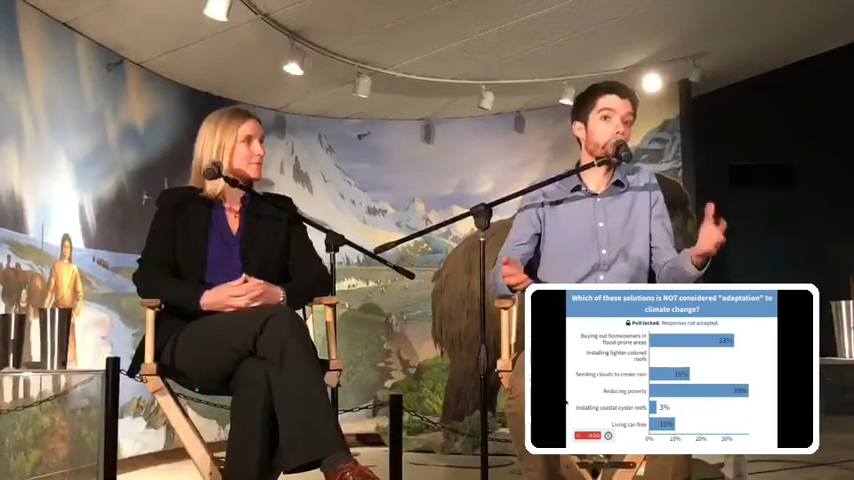 Which of these solutions is NOT considered "adaptation" to
climate change?
Poll locked. Responses not accepted.
Buying out homeowners in
flood-prone areas
33%
Installing lighter-colored
roofs
Seeding clouds to create rain
16%
Reducing poverty
39%
Installing coastal oyster reefs
3%
Living car-free
10%
0% 10% 20% 30%